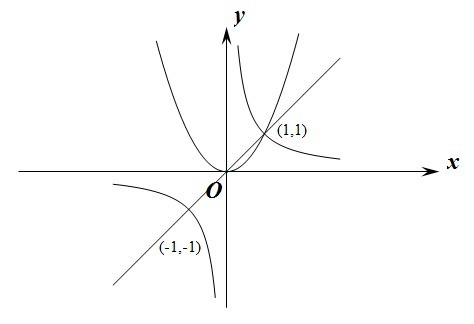 y
(1,1)
x
O
(-1,-1)